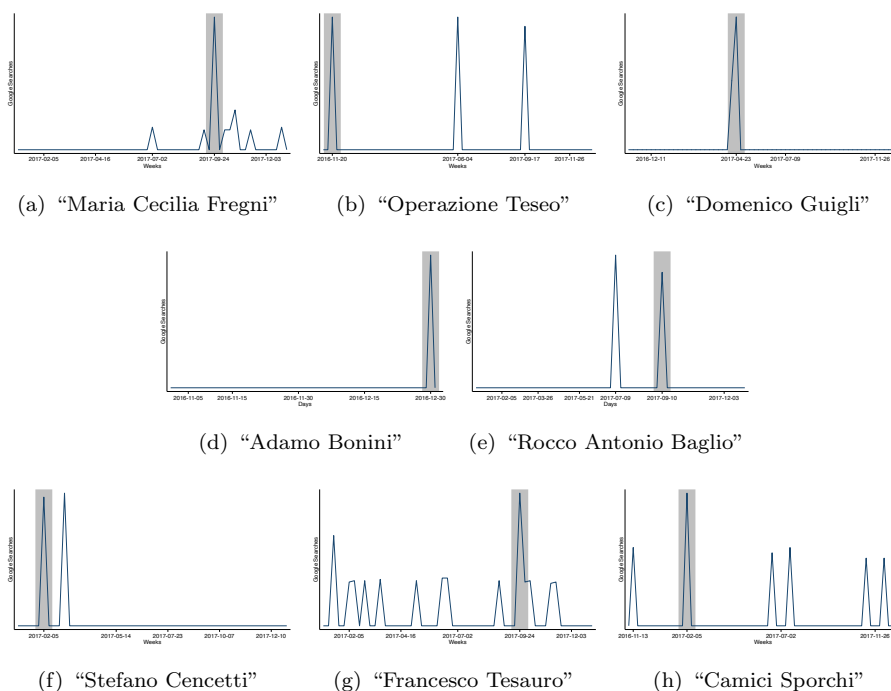 Google Searches
2017-02-05 2017-04-16 2017-07-02 2017-09-24 2017-12-03
Weeks
(a) “Maria Cecilia Fregni”
Google Searches
2016-11-20 2017-06-04 2017-09-17 2017-11-26
Weeks
(b) “Operazione Teseo”
Google Searches
2016-12-11 2017-04-23 2017-07-09 2017-11-26
Weeks
(c) “Domenico Guigli”
Google Searches
2016-11-05 2016-11-15 2016-11-30 2016-12-15 2016-12-30
Days
(d) “Adamo Bonini”
Google Searches
2017-02-05 2017-03-26 2017-05-21 2017-07-09 2017-09-10 2017-12-03
Days
(e) “Rocco Antonio Baglio”
Google Searches
2017-02-05 2017-05-14 2017-07-23 2017-10-07 2017-12-10
Weeks
(f) “Stefano Cencetti”
Google Searches
2017-02-05 2017-04-16 2017-07-02 2017-09-24 2017-12-03
Weeks
(g) “Francesco Tesauro”
Google Searches
2016-11-13 2017-02-05 2017-07-02 2017-11-26
Weeks
(h) “Camici Sporchi”